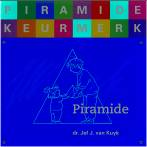 PIRAMIDE
KEURMERK
Piramide
dr. Jef J. van Kuyk